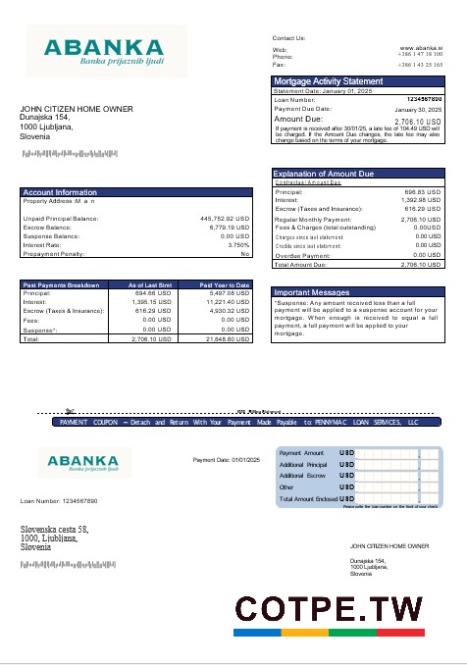 ABANKA
Banka prijaznih ljudi
Contact Us:
Web: www.abanka.si
Phone: +386 1 47 18 100
Fax: +386 1 43 25 165
Mortgage Activity Statement
Statement Date: January 01, 2025
Loan Number: 1234567890
Payment Due Date: January 30, 2025
Amount Due: 2,706.10 USD
If payment is received after 30/01/25, a late fee of 104.49 USD will
be charged. If the Amount Due changes, the late fee may also
change based on the terms of your mortgage.
JOHN CITIZEN HOME OWNER
Dunajska 154,
1000 Ljubljana,
Slovenia
Explanation of Amount Due
Contractual Amount Due
Principal: 696.83 USD
Interest: 1,392.98 USD
Escrow (Taxes and Insurance): 616.29 USD
Regular Monthly Payment: 2,706.10 USD
Fees & Charges (total outstanding) 0.00USD
Charges since last statement: 0.00 USD
Credits since last statement: 0.00 USD
Overdue Payment: 0.00 USD
Total Amount Due: 2,706.10 USD
Account Information
Property Address :M a n
Unpaid Principal Balance: 445,752.92 USD
Escrow Balance: 6,779.19 USD
Suspense Balance: 0.00 USD
Interest Rate: 3.750%
Prepayment Penalty: No
Past Payments Breakdown As of Last Stmt Paid Year to Date
Principal: 694.66 USD 5,497.08 USD
Interest: 1,395.15 USD 11,221.40 USD
Escrow (Taxes & Insurance): 616.29 USD 4,930.32 USD
Fees: 0.00 USD 0.00 USD
Suspense*: 0.00 USD 0.00 USD
Total: 2,706.10 USD 21,648.80 USD
Important Messages
*Suspense: Any amount received less than a full
payment will be applied to a suspense account for your
mortgage. When enough is received to equal a full
payment, a full payment will be applied to your
mortgage.
PAYMENT COUPON – Detach and Return With Your Payment Made Payable to: PENNYMAC LOAN SERVICES, LLC
ABANKA
Banka prijaznih ljudi
Payment Date: 01/01/2025
Payment Amount USD
Additional Principal USD
Additional Escrow USD
Other USD
Total Amount Enclosed USD
Loan Number: 1234567890
Slovenska cesta 58,
1000, Ljubljana,
Slovenia
JOHN CITIZEN HOME OWNER
Dunajska 154,
1000 Ljubljana,
Slovenia
COTPE.TW